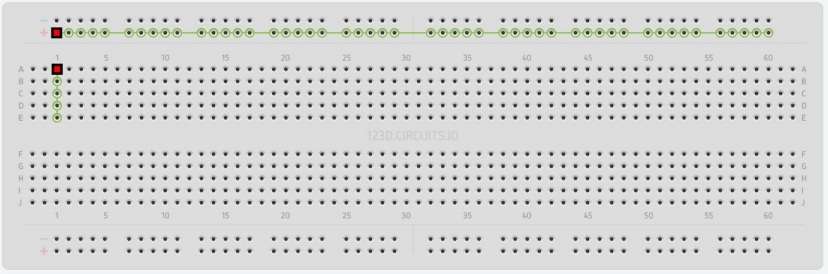 -
+
1 5 10 15 20 25 30 35 40 45 50 55 60
A A
B B
C C
D D
E E
123D.CIRCUITS.IO
F F
G G
H H
I I
J J
1 5 10 15 20 25 30 35 40 45 50 55 60
-
+